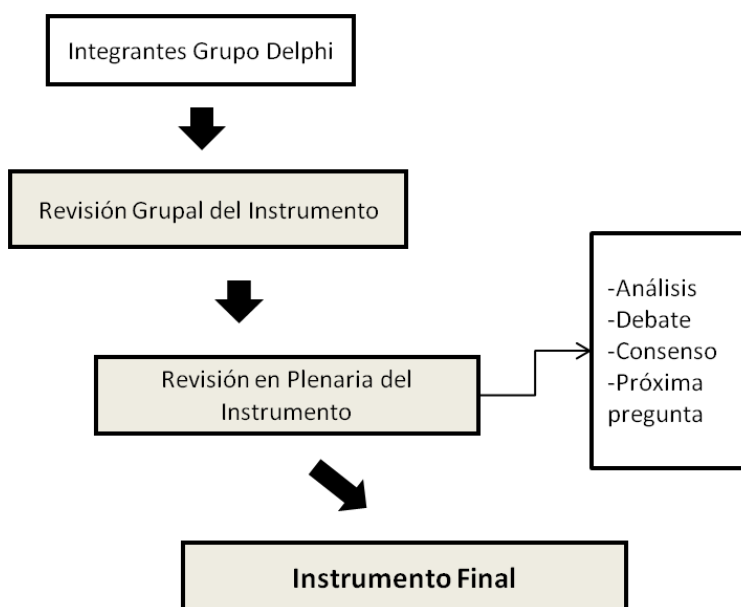 Integrantes Grupo Delphi
Revisión Grupal del Instrumento
Revisión en Plenaria del
Instrumento
-Análisis
-Debate
-Consenso
-Próxima
pregunta
Instrumento Final